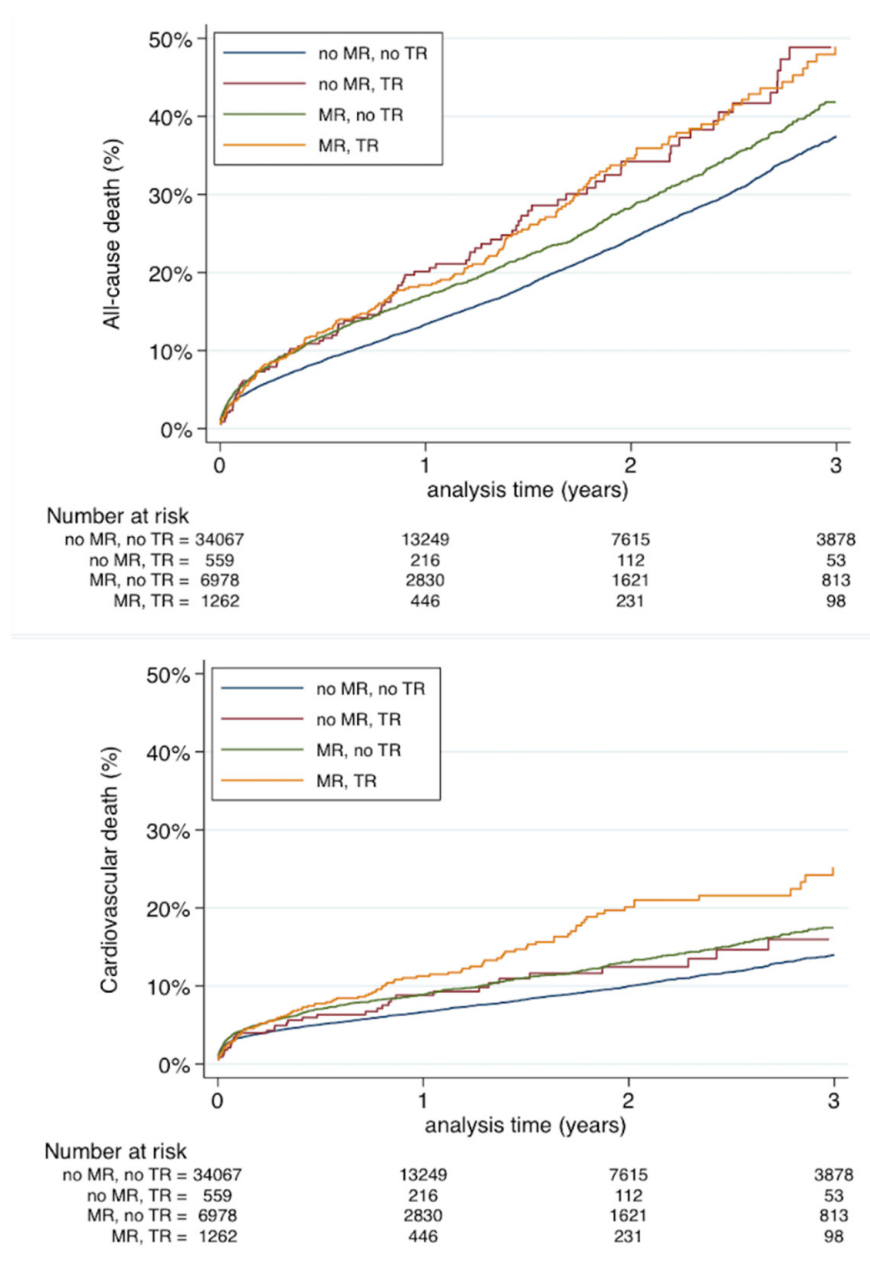 50%
40%
30%
20%
10%
0%
All-cause death (%)
no MR, no TR
no MR, TR
MR, no TR
MR, TR
0 1 2 3
analysis time (years)
Number at risk
no MR, no TR = 34067 13249 7615 3878
no MR, TR = 559 216 112 53
MR, no TR = 6978 2830 1621 813
MR, TR = 1262 446 231 98
50%
40%
30%
20%
10%
0%
Cardiovascular death (%)
no MR, no TR
no MR, TR
MR, no TR
MR, TR
0 1 2 3
analysis time (years)
Number at risk
no MR, no TR = 34067 13249 7615 3878
no MR, TR = 559 216 112 53
MR, no TR = 6978 2830 1621 813
MR, TR = 1262 446 231 98